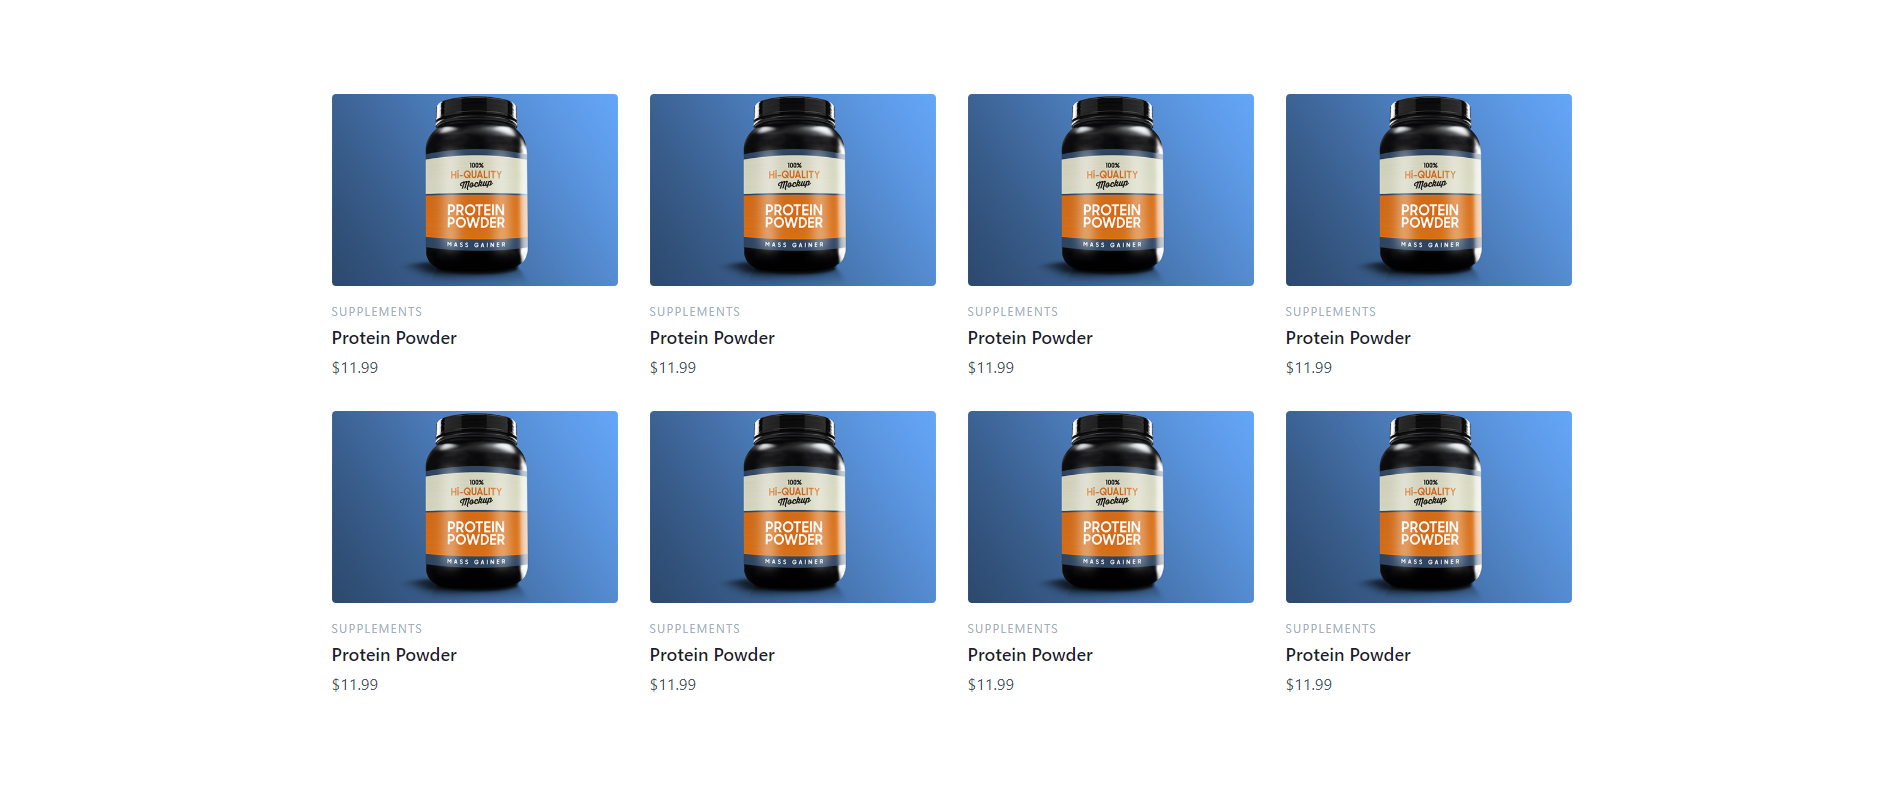 100%
Hi-QUALITY
Mockup
PROTEIN
POWDER
MASS GAINER
100%
Hi-QUALITY
Mockup
PROTEIN
POWDER
MASS GAINER
100%
Hi-QUALITY
Mockup
PROTEIN
POWDER
MASS GAINER
100%
Hi-QUALITY
Mockup
PROTEIN
POWDER
MASS GAINER
SUPPLEMENTS
Protein Powder
$11.99
SUPPLEMENTS
Protein Powder
$11.99
SUPPLEMENTS
Protein Powder
$11.99
SUPPLEMENTS
Protein Powder
$11.99
100%
Hi-QUALITY
Mockup
PROTEIN
POWDER
MASS GAINER
100%
Hi-QUALITY
Mockup
PROTEIN
POWDER
MASS GAINER
100%
Hi-QUALITY
Mockup
PROTEIN
POWDER
MASS GAINER
100%
Hi-QUALITY
Mockup
PROTEIN
POWDER
MASS GAINER
SUPPLEMENTS
Protein Powder
$11.99
SUPPLEMENTS
Protein Powder
$11.99
SUPPLEMENTS
Protein Powder
$11.99
SUPPLEMENTS
Protein Powder
$11.99